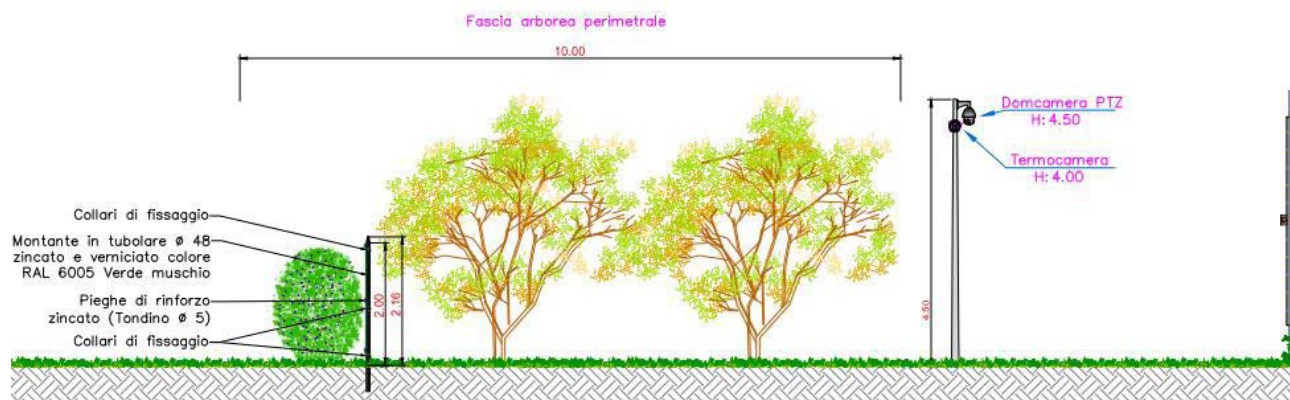 Fascia arborea perimetrale
10.00
Domcamera PTZ
H: 4.50
Termocamera
H: 4.00
Collari di fissaggio
Montante in tubolare ø 48
zincato e verniciato colore
RAL 6005 Verde muschio
Pieghe di rinforzo
zincato (Tondino ø 5)
Collari di fissaggio
2.00
2.16
4.50